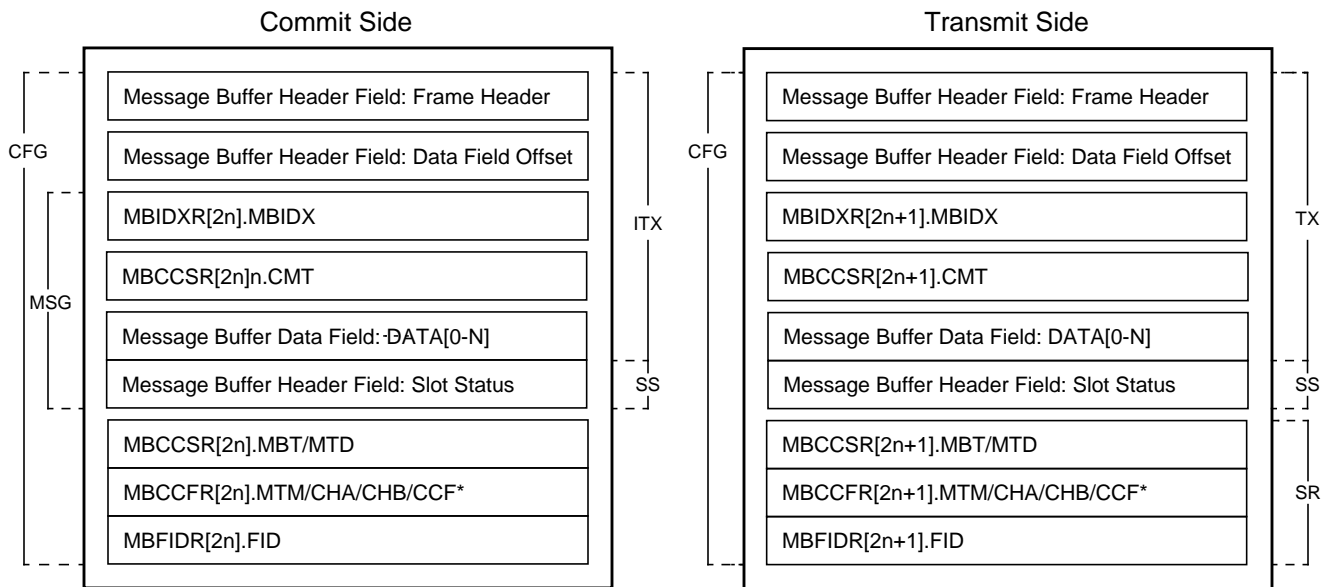 Commit Side
CFG
MSG
Message Buffer Header Field: Frame Header
Message Buffer Header Field: Data Field Offset
MBIDXR[2n].MBIDX
MBCCSR[2n]n.CMT
Message Buffer Data Field: DATA[0-N]
Message Buffer Header Field: Slot Status
MBCCSR[2n].MBT/MTD
MBCCFR[2n].MTM/CHA/CHB/CCF*
MBFIDR[2n].FID
ITX
SS
Transmit Side
CFG
Message Buffer Header Field: Frame Header
Message Buffer Header Field: Data Field Offset
MBIDXR[2n+1].MBIDX
MBCCSR[2n+1].CMT
Message Buffer Data Field: DATA[0-N]
Message Buffer Header Field: Slot Status
MBCCSR[2n+1].MBT/MTD
MBCCFR[2n+1].MTM/CHA/CHB/CCF*
MBFIDR[2n+1].FID
TX
SS
SR